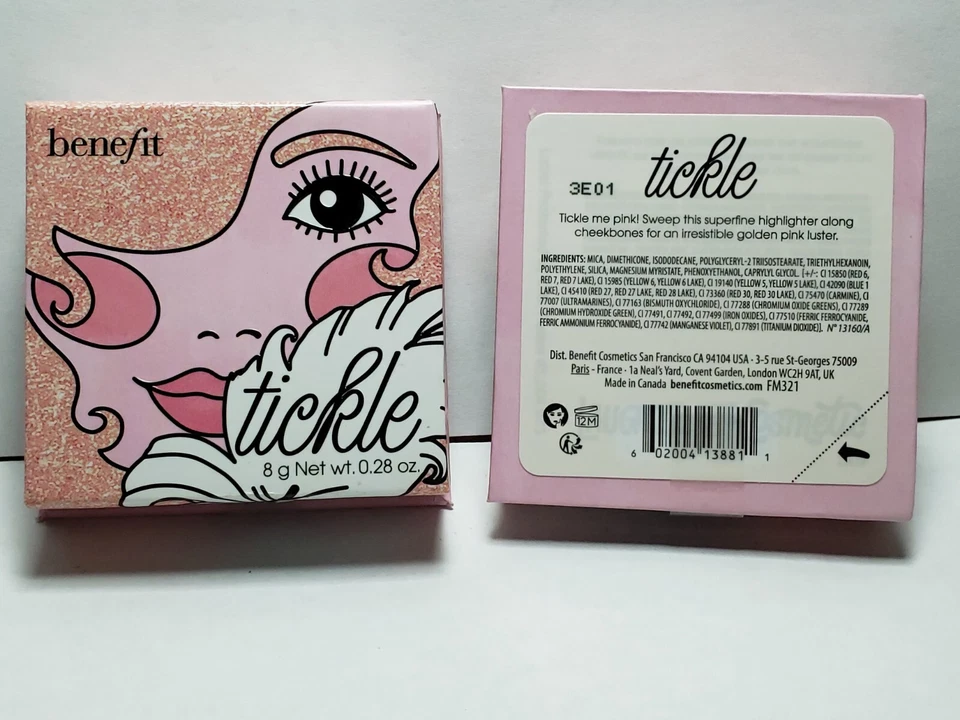 benefit
tickle
8 g Net wt. 0.28 oz.
tickle
3E01
Tickle me pink! Sweep this superfine highlighter along
cheekbones for an irresistible golden pink luster.
INGREDIENTS: MICA, DIMETHICONE, ISODODECANE, POLYGLYCERYL-2 TRIISOSTEARATE, TRIETHYLHEXANOIN,
POLYETHYLENE, SILICA, MAGNESIUM MYRISTATE, PHENOXYETHANOL, CAPRYLYL GLYCOL. [+/-: CI 15850 (RED 6,
RED 7, RED 7 LAKE), CI 15985 (YELLOW 6, YELLOW 6 LAKE), CI 19140 (YELLOW 5, YELLOW 5 LAKE), CI 42090 (BLUE 1
LAKE), CI 45410 (RED 27, RED 27 LAKE, RED 28 LAKE), CI 73360 (RED 30, RED 30 LAKE), CI 75470 (CARMINE), CI
77007 (ULTRAMARINES), CI 77163 (BISMUTH OXYCHLORIDE), CI 77288 (CHROMIUM OXIDE GREENS), CI 77289
(CHROMIUM HYDROXIDE GREEN), CI 77491, CI 77492, CI 77499 (IRON OXIDES), CI 77510 (FERRIC FERROCYANIDE,
FERRIC AMMONIUM FERROCYANIDE), CI 77742 (MANGANESE VIOLET), CI 77891 (TITANIUM DIOXIDE)]. N° 13160/A
Dist. Benefit Cosmetics San Francisco CA 94104 USA · 3-5 rue St-Georges 75009
Paris - France · 1a Neal's Yard, Covent Garden, London WC2H 9AT, UK
Made in Canada benefitcosmetics.com FM321
12M
6 02004 13881 1